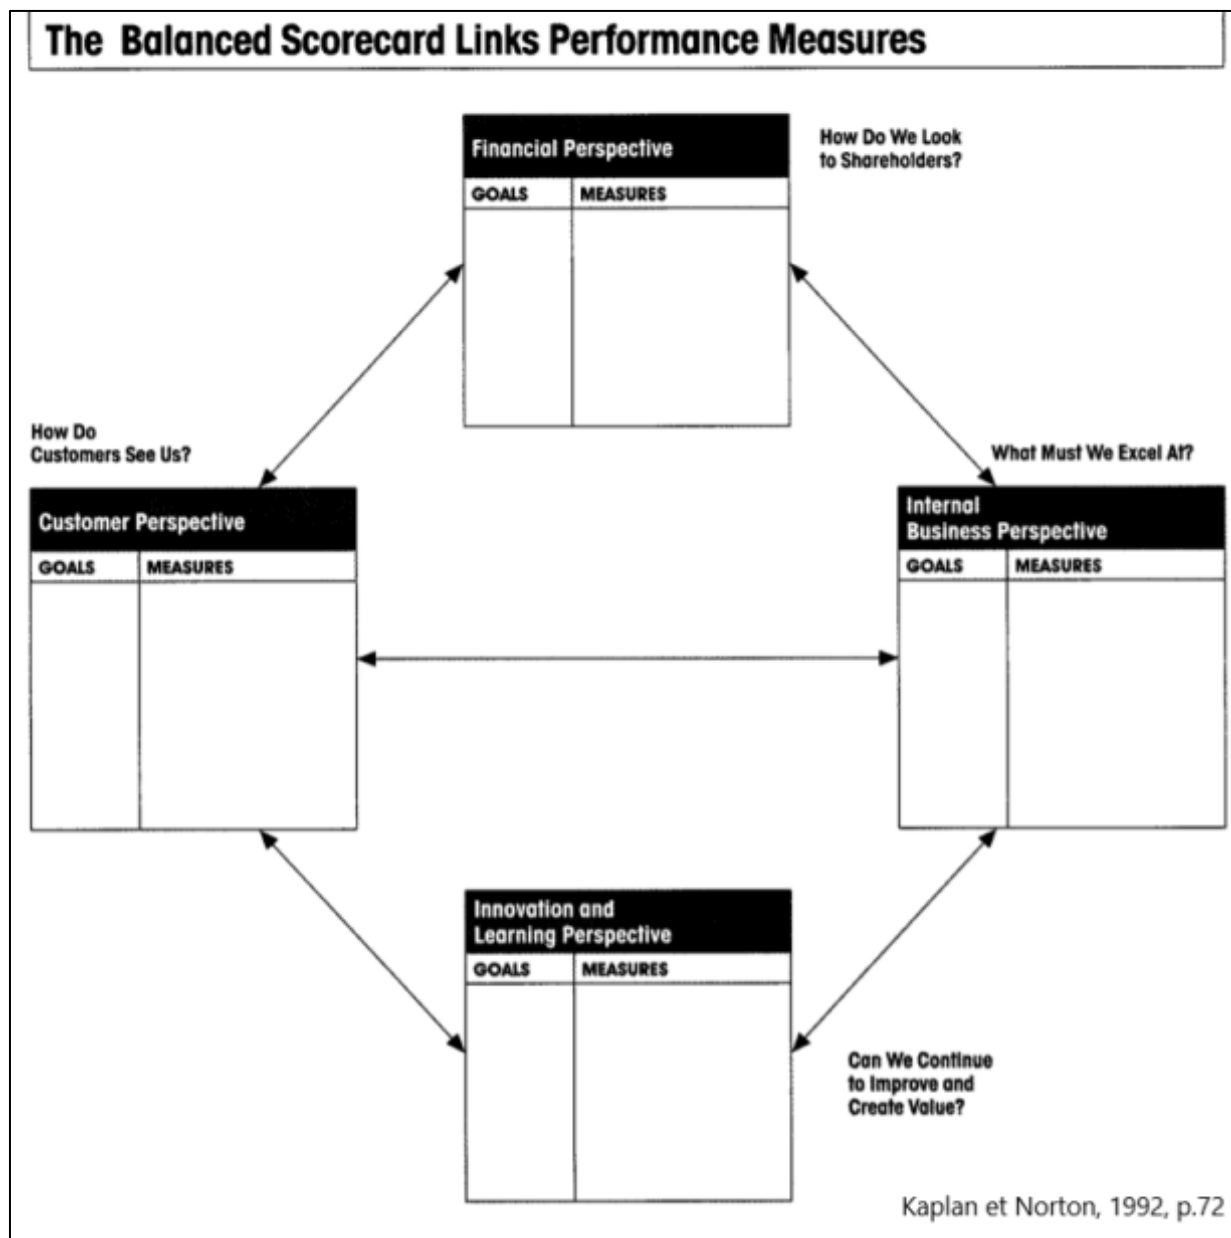 The Balanced Scorecard Links Performance Measures
Financial Perspective
GOALS MEASURES
How Do We Look
to Shareholders?
How Do
Customers See Us?
Customer Perspective
GOALS MEASURES
What Must We Excel At?
Internal
Business Perspective
GOALS MEASURES
Innovation and
Learning Perspective
GOALS MEASURES
Can We Continue
to Improve and
Create Value?
Kaplan et Norton, 1992, p.72